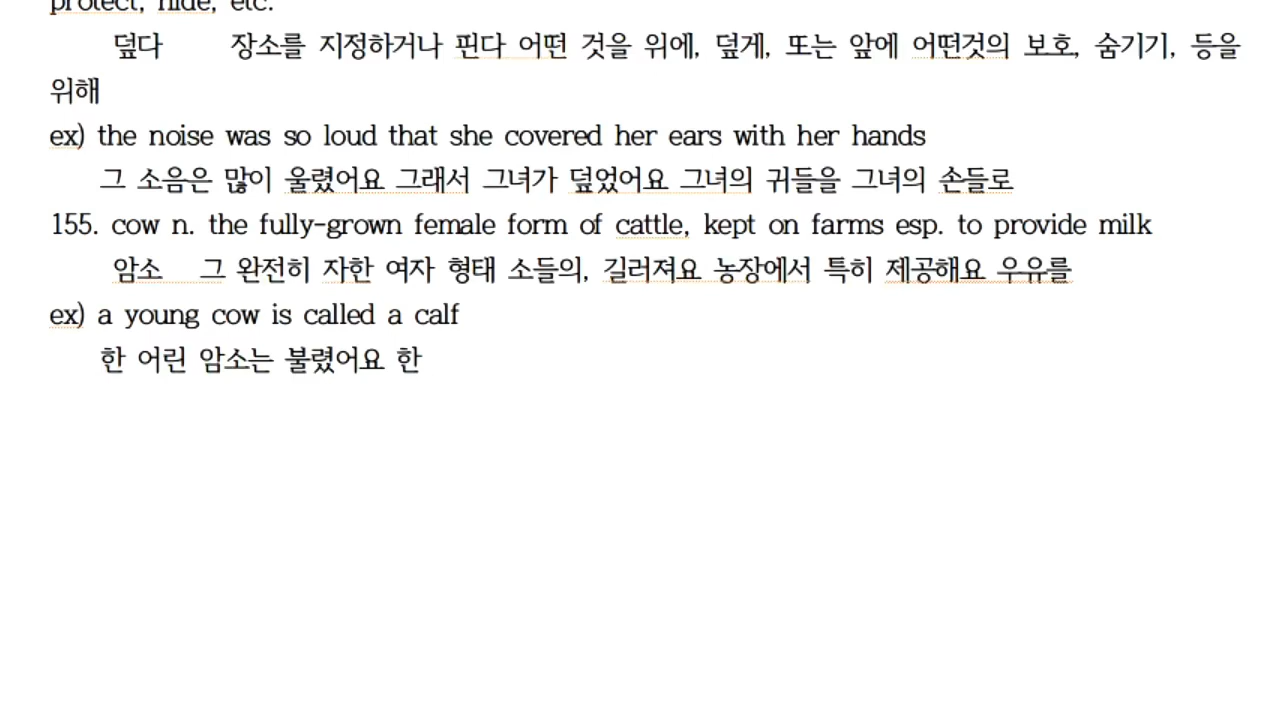 protect, hide, etc.
덮다 장소를 지정하거나 핀다 어떤 것을 위에, 덮게, 또는 앞에 어떤것의 보호, 숨기기, 등을
위해
ex) the noise was so loud that she covered her ears with her hands
그 소음은 많이 울렸어요 그래서 그녀가 덮었어요 그녀의 귀들을 그녀의 손들로
155. cow n. the fully-grown female form of cattle, kept on farms esp. to provide milk
암소 그 완전히 자한 여자 형태 소들의, 길러져요 농장에서 특히 제공해요 우유를
ex) a young cow is called a calf
한 어린 암소는 불렸어요 한